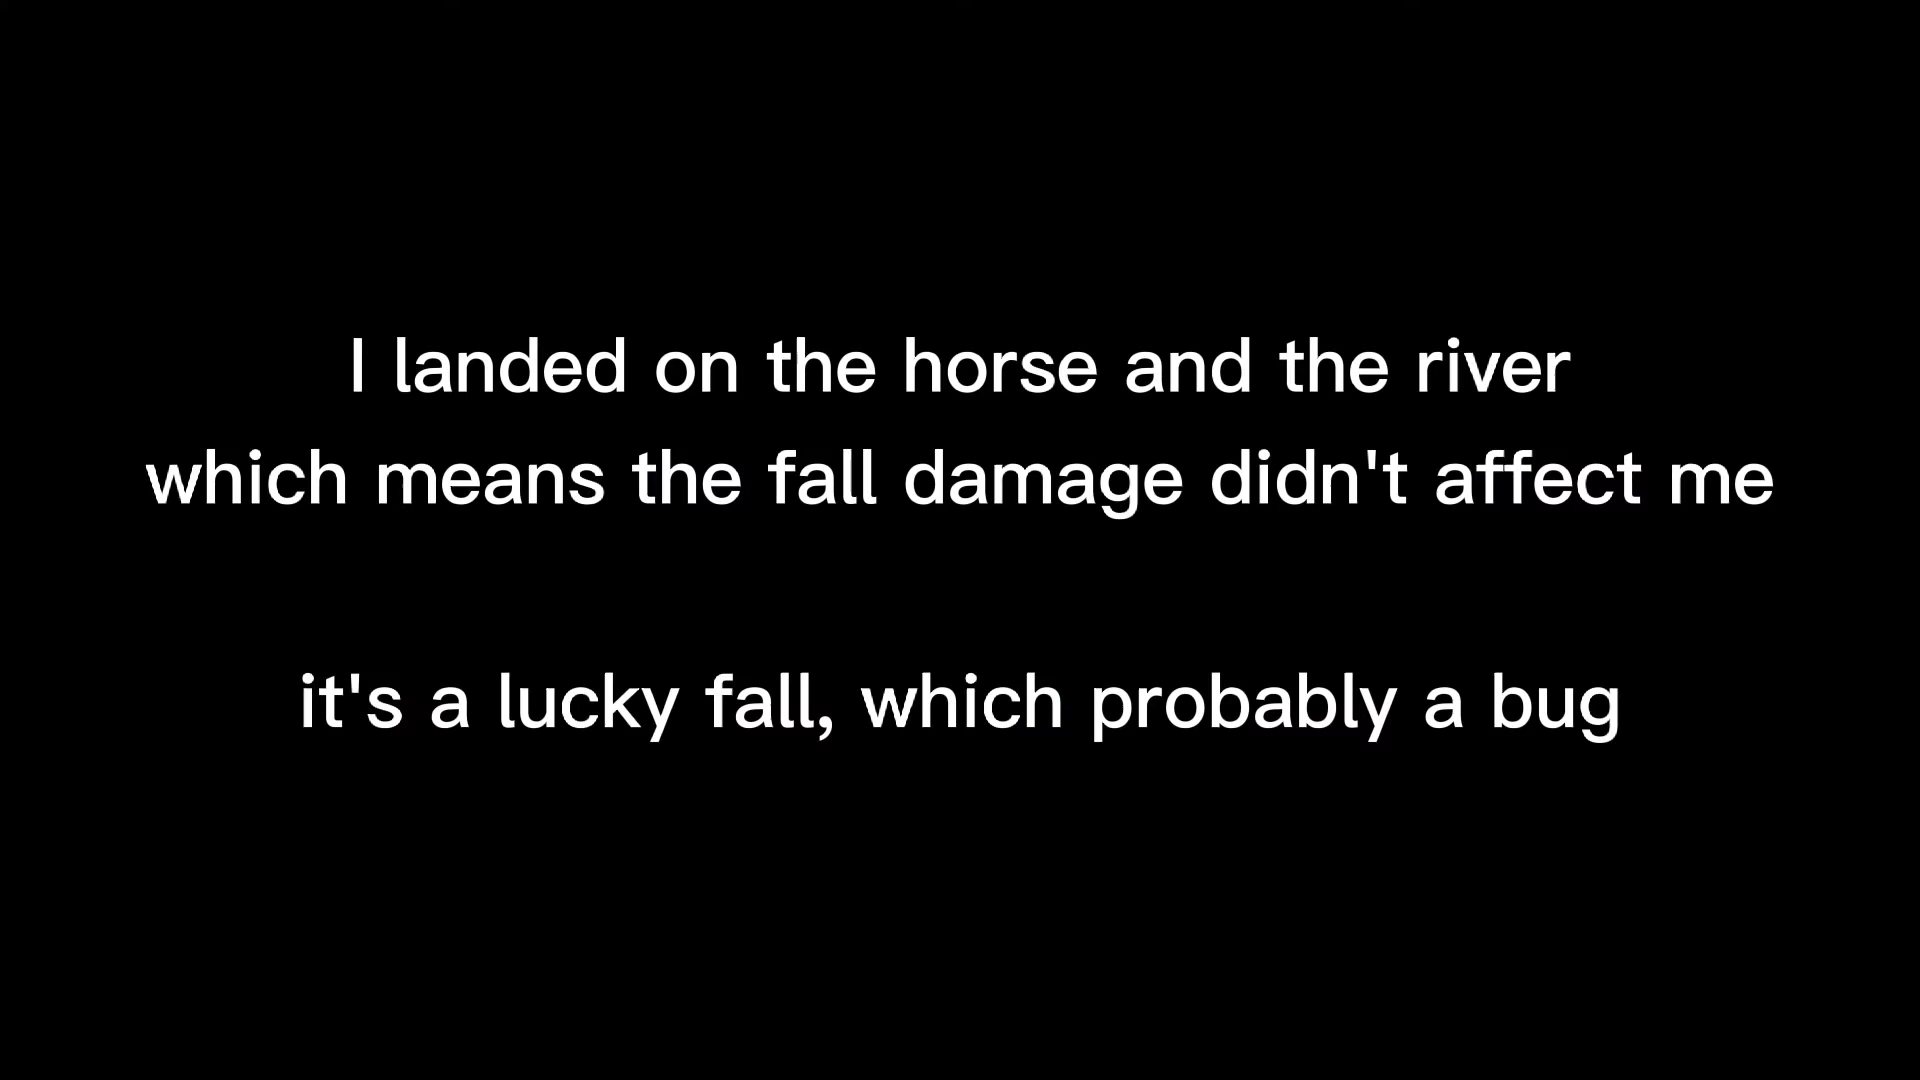 I landed on the horse and the river
which means the fall damage didn't affect me
it's a lucky fall, which probably a bug